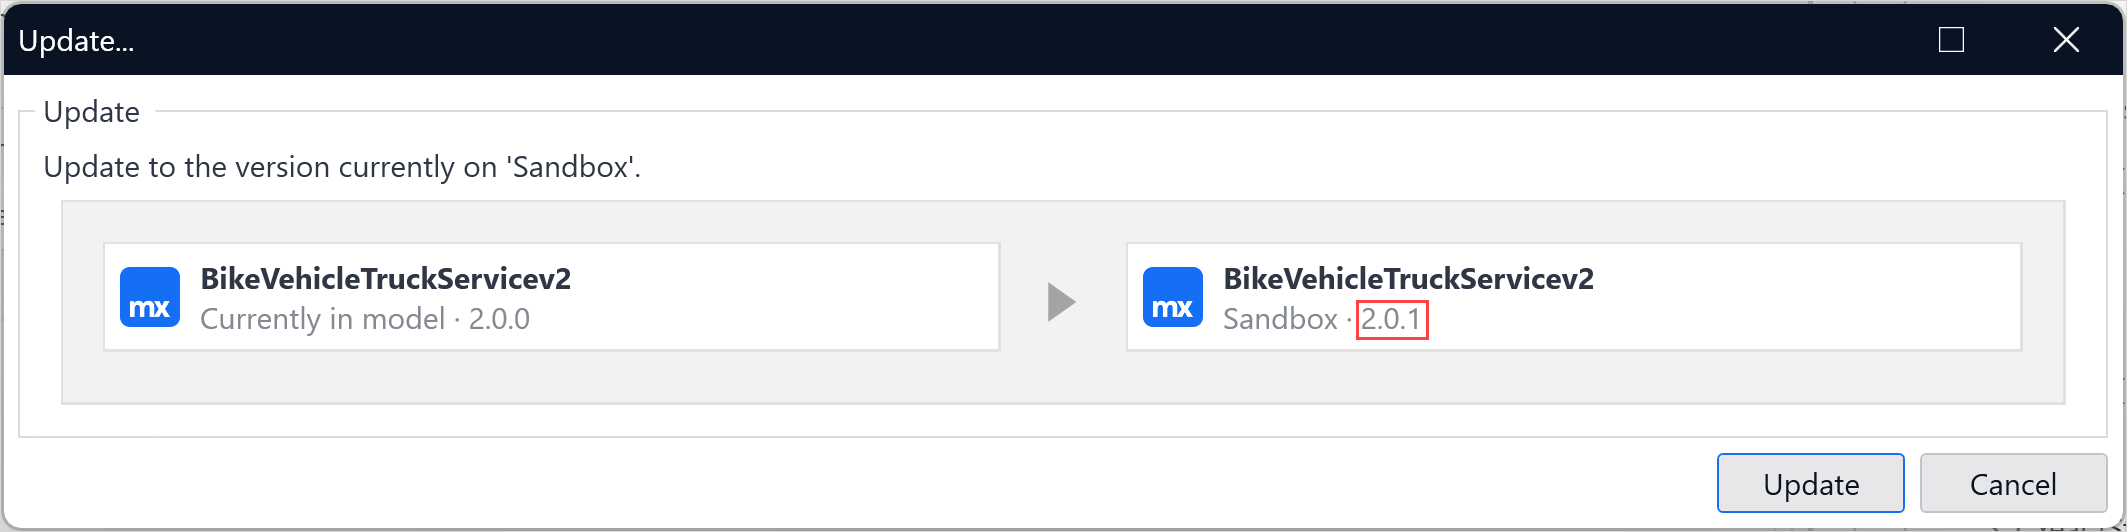 Update...
Update
Update to the version currently on 'Sandbox'.
mx
BikeVehicleTruckServicev2
Currently in model · 2.0.0
mx
BikeVehicleTruckServicev2
Sandbox · 2.0.1
Update
Cancel